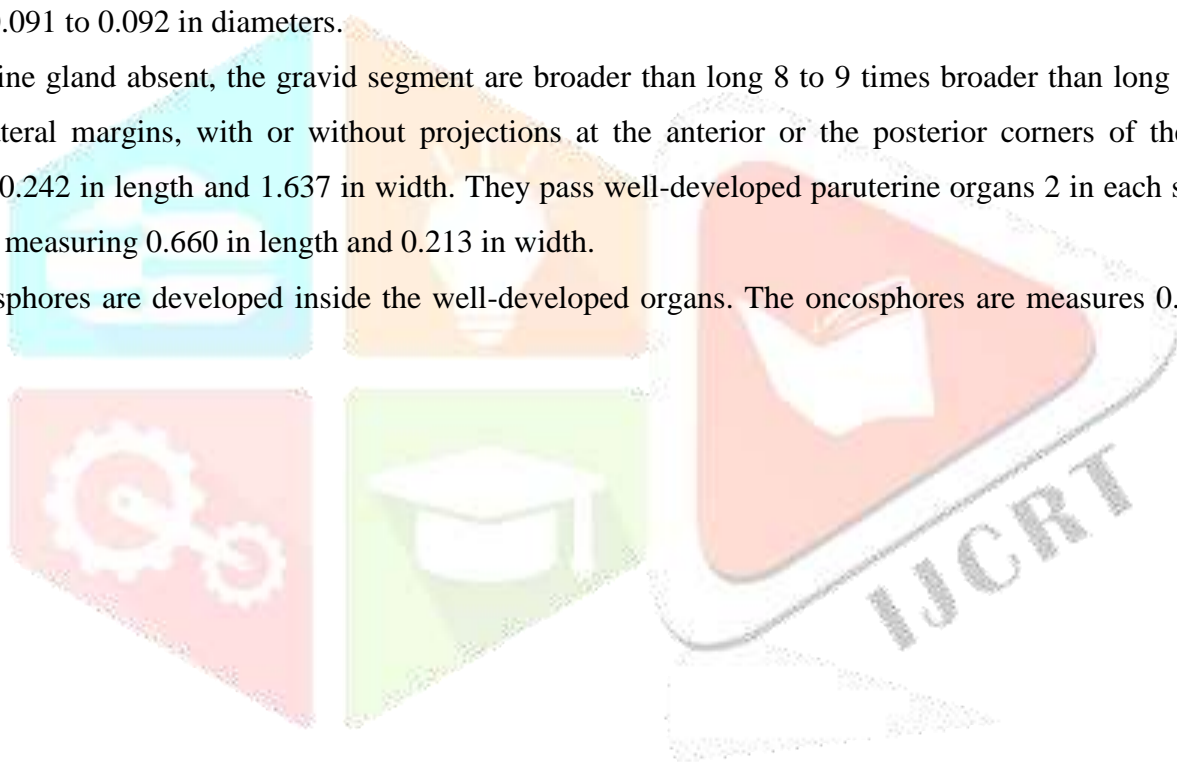 .091 to 0.092 in diameters.
ine gland absent, the gravid segment are broader than long 8 to 9 times broader than long
teral margins, with or without projections at the anterior or the posterior corners of the
0.242 in length and 1.637 in width. They pass well-developed paruterine organs 2 in each s
measuring 0.660 in length and 0.213 in width.
sphores are developed inside the well-developed organs. The oncosphores are measures 0.
IJCRT